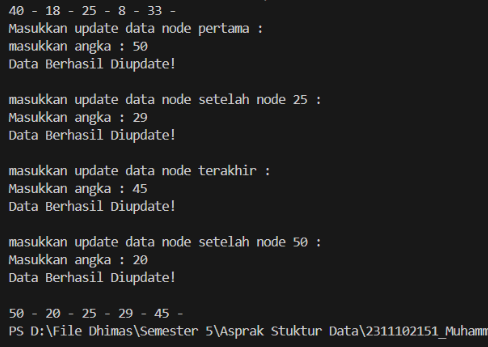 40 - 18 - 25 - 8 - 33 -
Masukkan update data node pertama :
masukkan angka : 50
Data Berhasil Diupdate!
masukkan update data node setelah node 25 :
Masukkan angka : 29
Data Berhasil Diupdate!
masukkan update data node terakhir :
Masukkan angka : 45
Data Berhasil Diupdate!
masukkan update data node setelah node 50 :
Masukkan angka : 20
Data Berhasil Diupdate!
50 - 20 - 25 - 29 - 45 -
PS D:\File Dhimas\Semester 5\Asprak Stuktur Data\2311102151_Muhamm